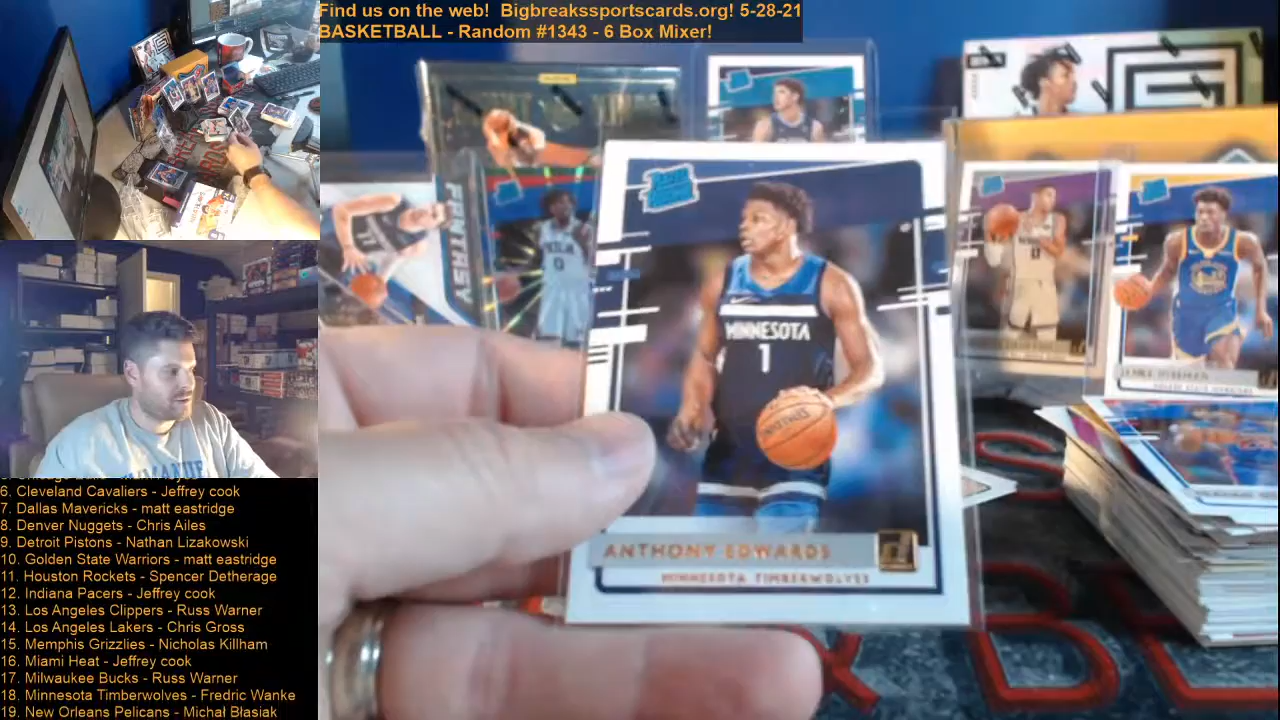 Find us on the web!  Bigbreakssportscards.org! 5-28-21
BASKETBALL - Random #1343 - 6 Box Mixer!
FANTASY
PHILA
0
1
MINNESOTA
1
ANTHONY EDWARDS
MINNESOTA TIMBERWOLVES
6. Cleveland Cavaliers - Jeffrey cook
7. Dallas Mavericks - matt eastridge
8. Denver Nuggets - Chris Ailes
9. Detroit Pistons - Nathan Lizakowski
10. Golden State Warriors - matt eastridge
11. Houston Rockets - Spencer Detherage
12. Indiana Pacers - Jeffrey cook
13. Los Angeles Clippers - Russ Warner
14. Los Angeles Lakers - Chris Gross
15. Memphis Grizzlies - Nicholas Killham
16. Miami Heat - Jeffrey cook
17. Milwaukee Bucks - Russ Warner
18. Minnesota Timberwolves - Fredric Wanke
19. New Orleans Pelicans - Michał Błasiak